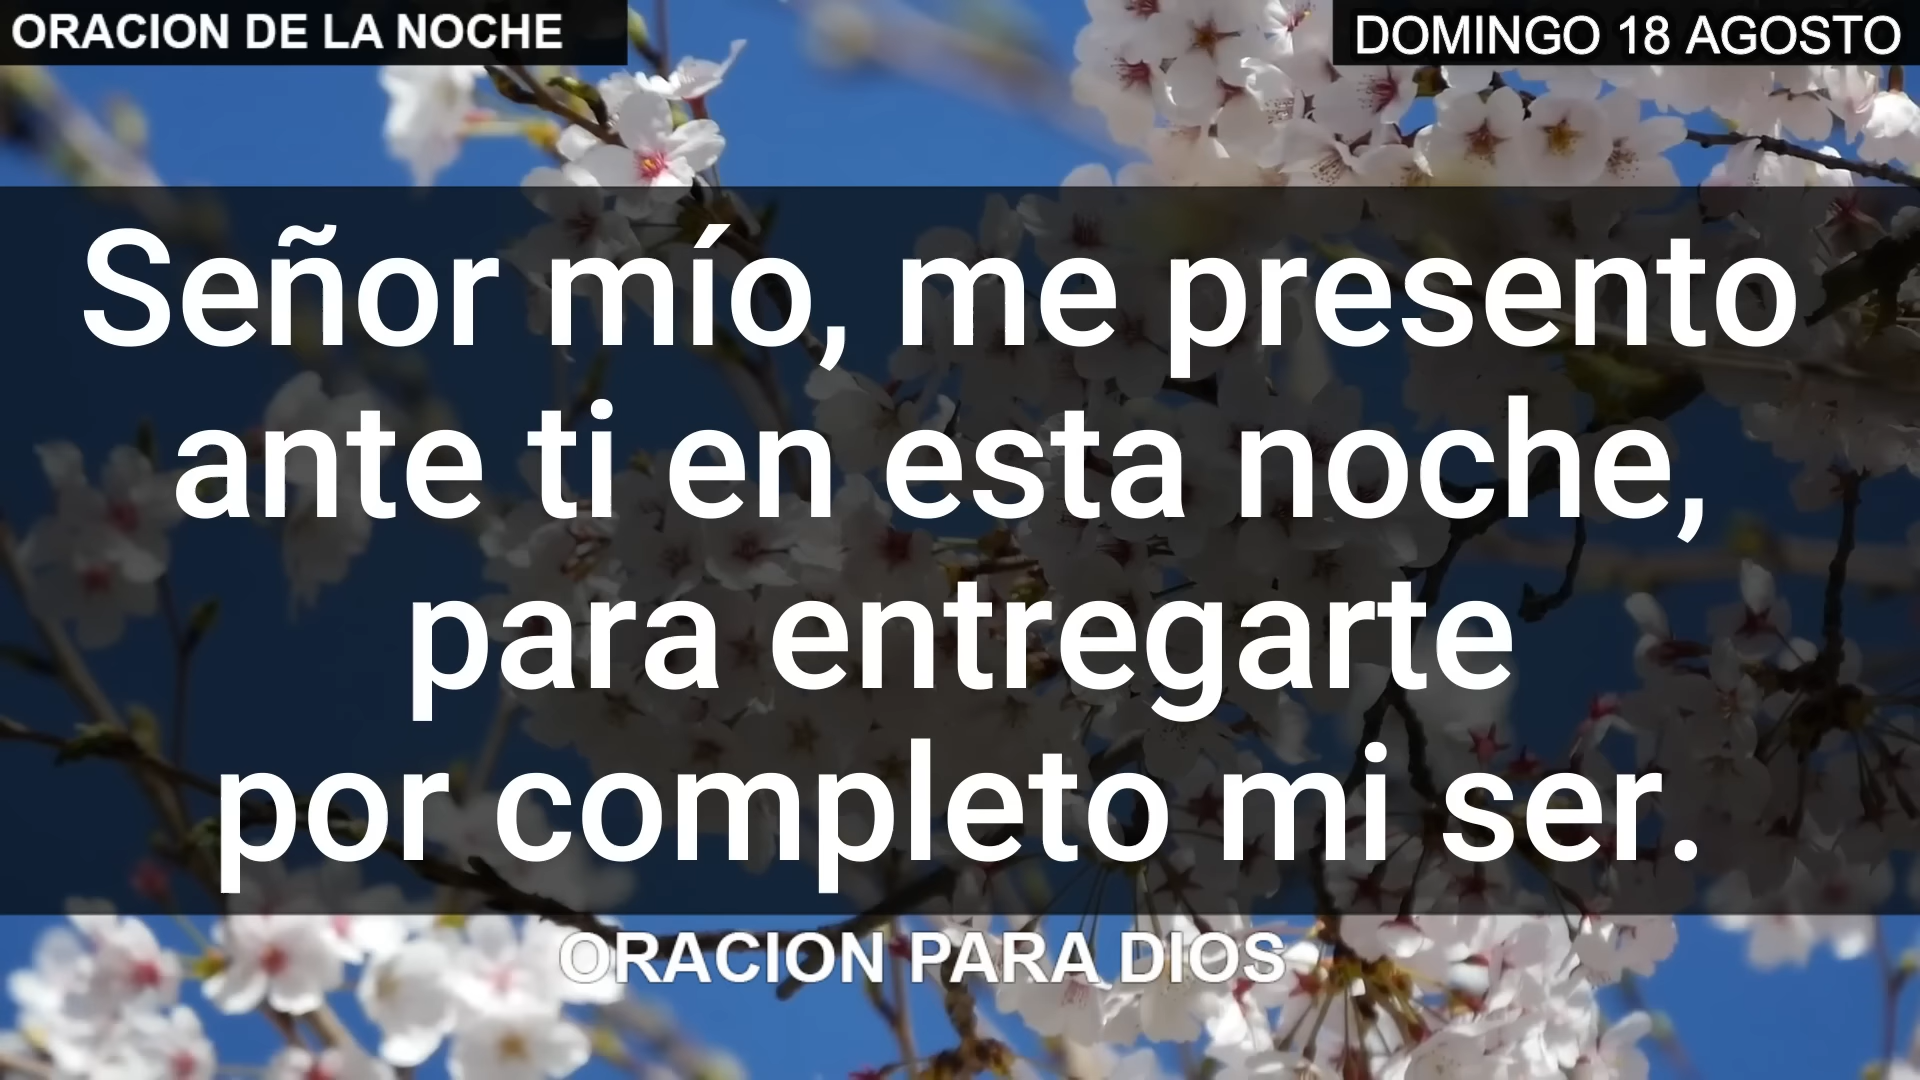 ORACION DE LA NOCHE
DOMINGO 18 AGOSTO
Señor mío, me presento
ante ti en esta noche,
para entregarte
por completo mi ser.
ORACION PARA DIOS